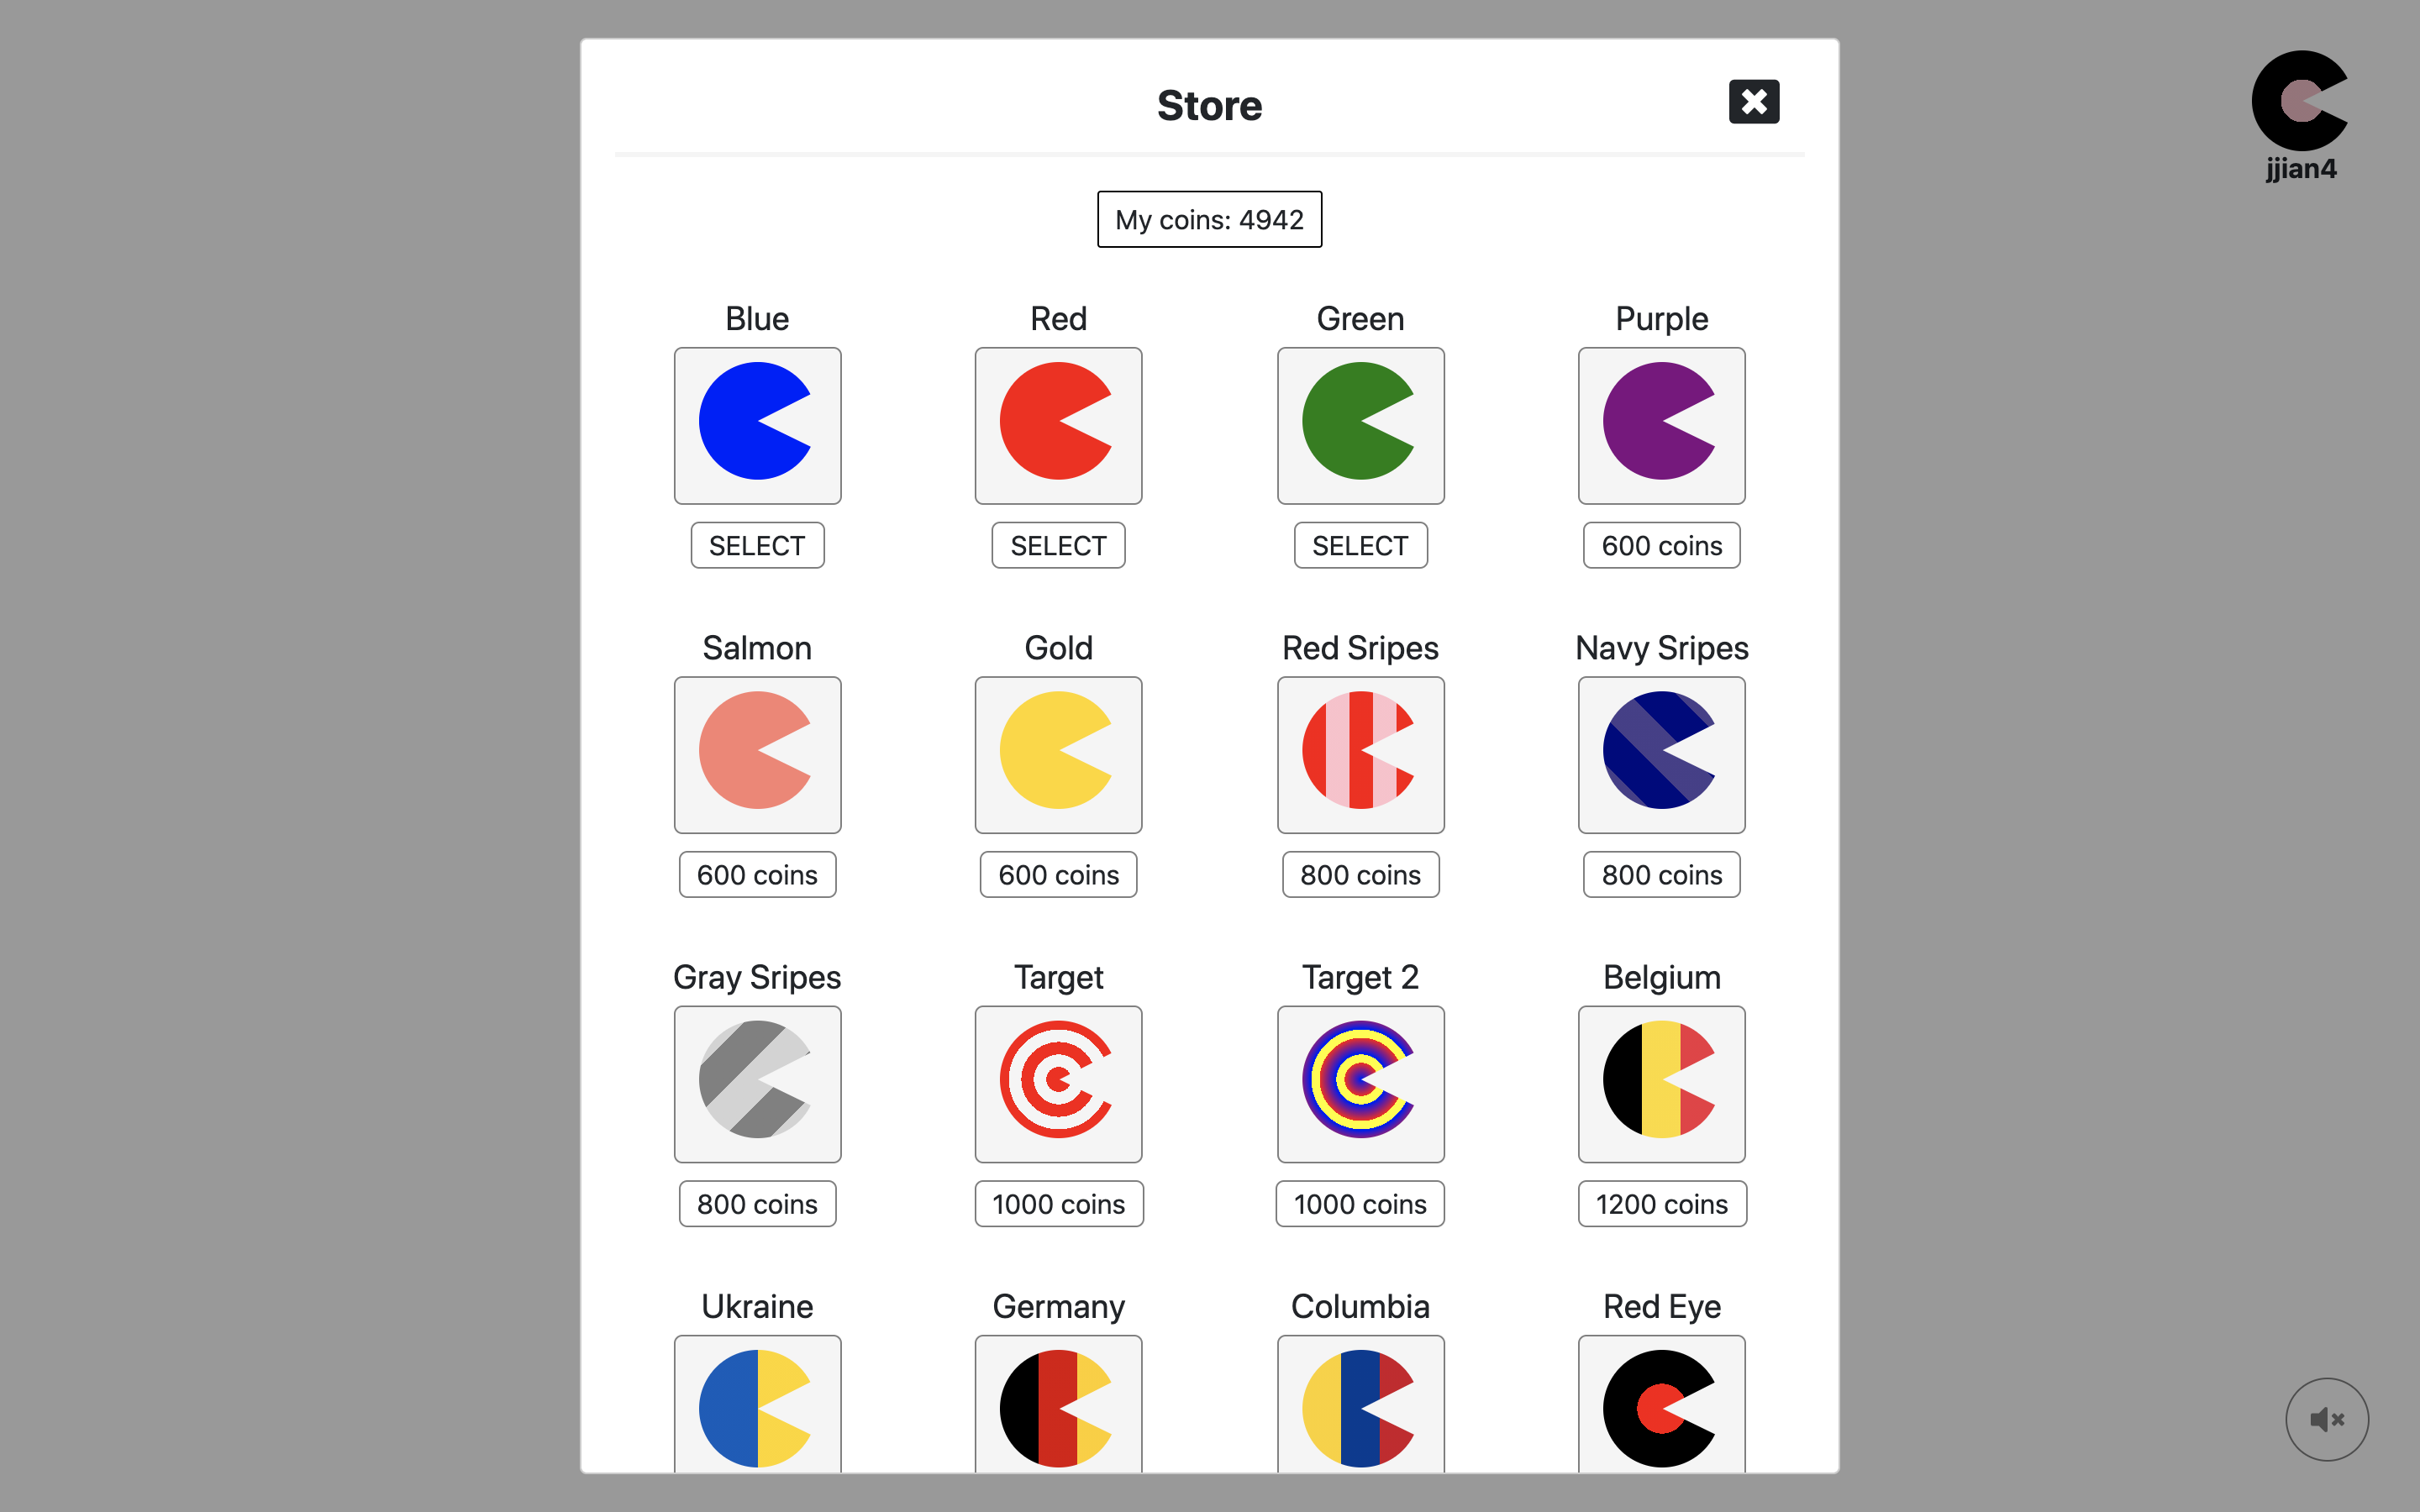 Store
jjian4
My coins: 4942
Blue
Red
Green
Purple
SELECT
SELECT
SELECT
600 coins
Salmon
Gold
Red Sripes
Navy Sripes
600 coins
600 coins
800 coins
800 coins
Gray Sripes
Target
Target 2
Belgium
800 coins
1000 coins
1000 coins
1200 coins
Ukraine
Germany
Columbia
Red Eye